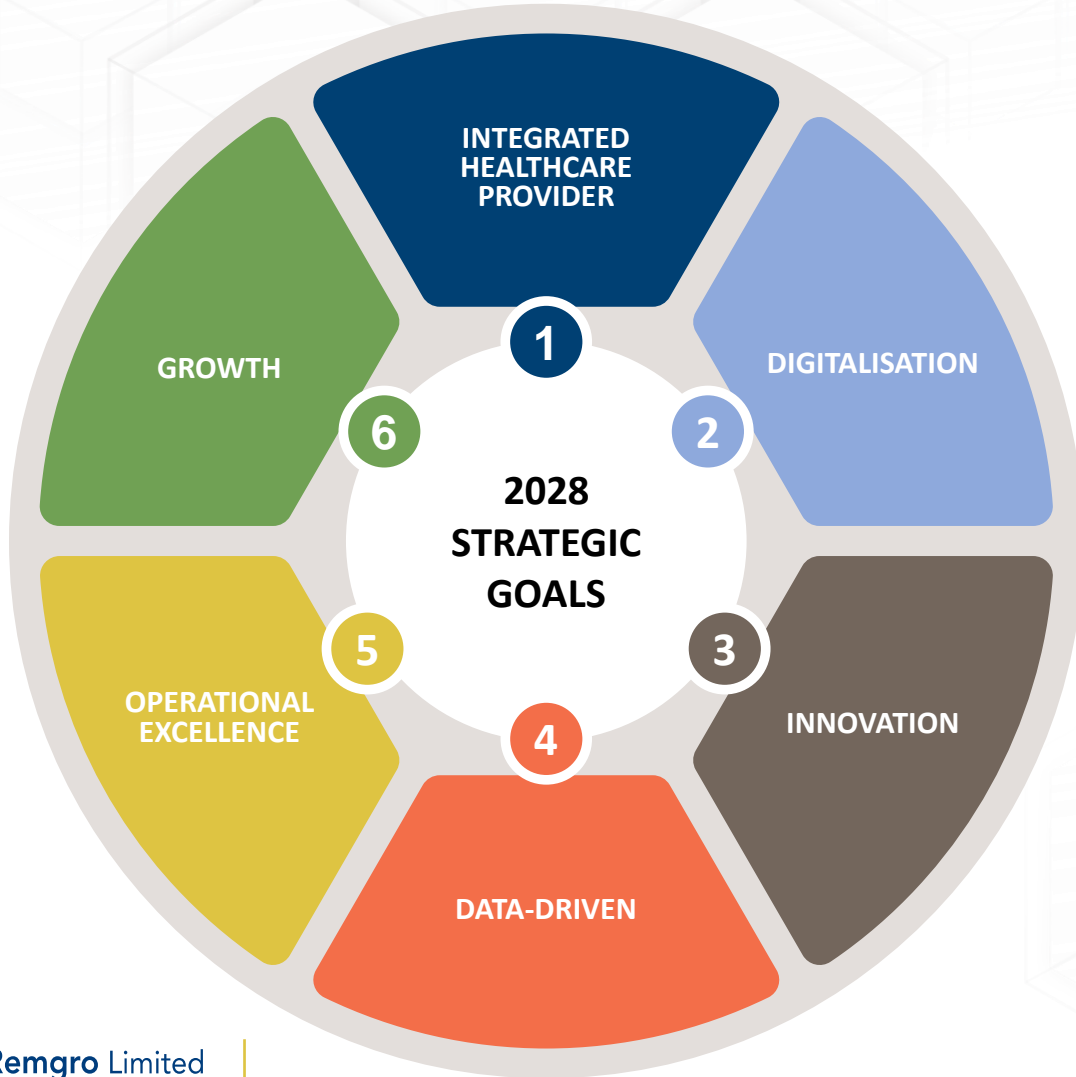 INTEGRATED
HEALTHCARE
PROVIDER
1
DIGITALISATION
2
INNOVATION
3
DATA-DRIVEN
4
OPERATIONAL
EXCELLENCE
5
GROWTH
6
2028
STRATEGIC
GOALS
Remgro Limited